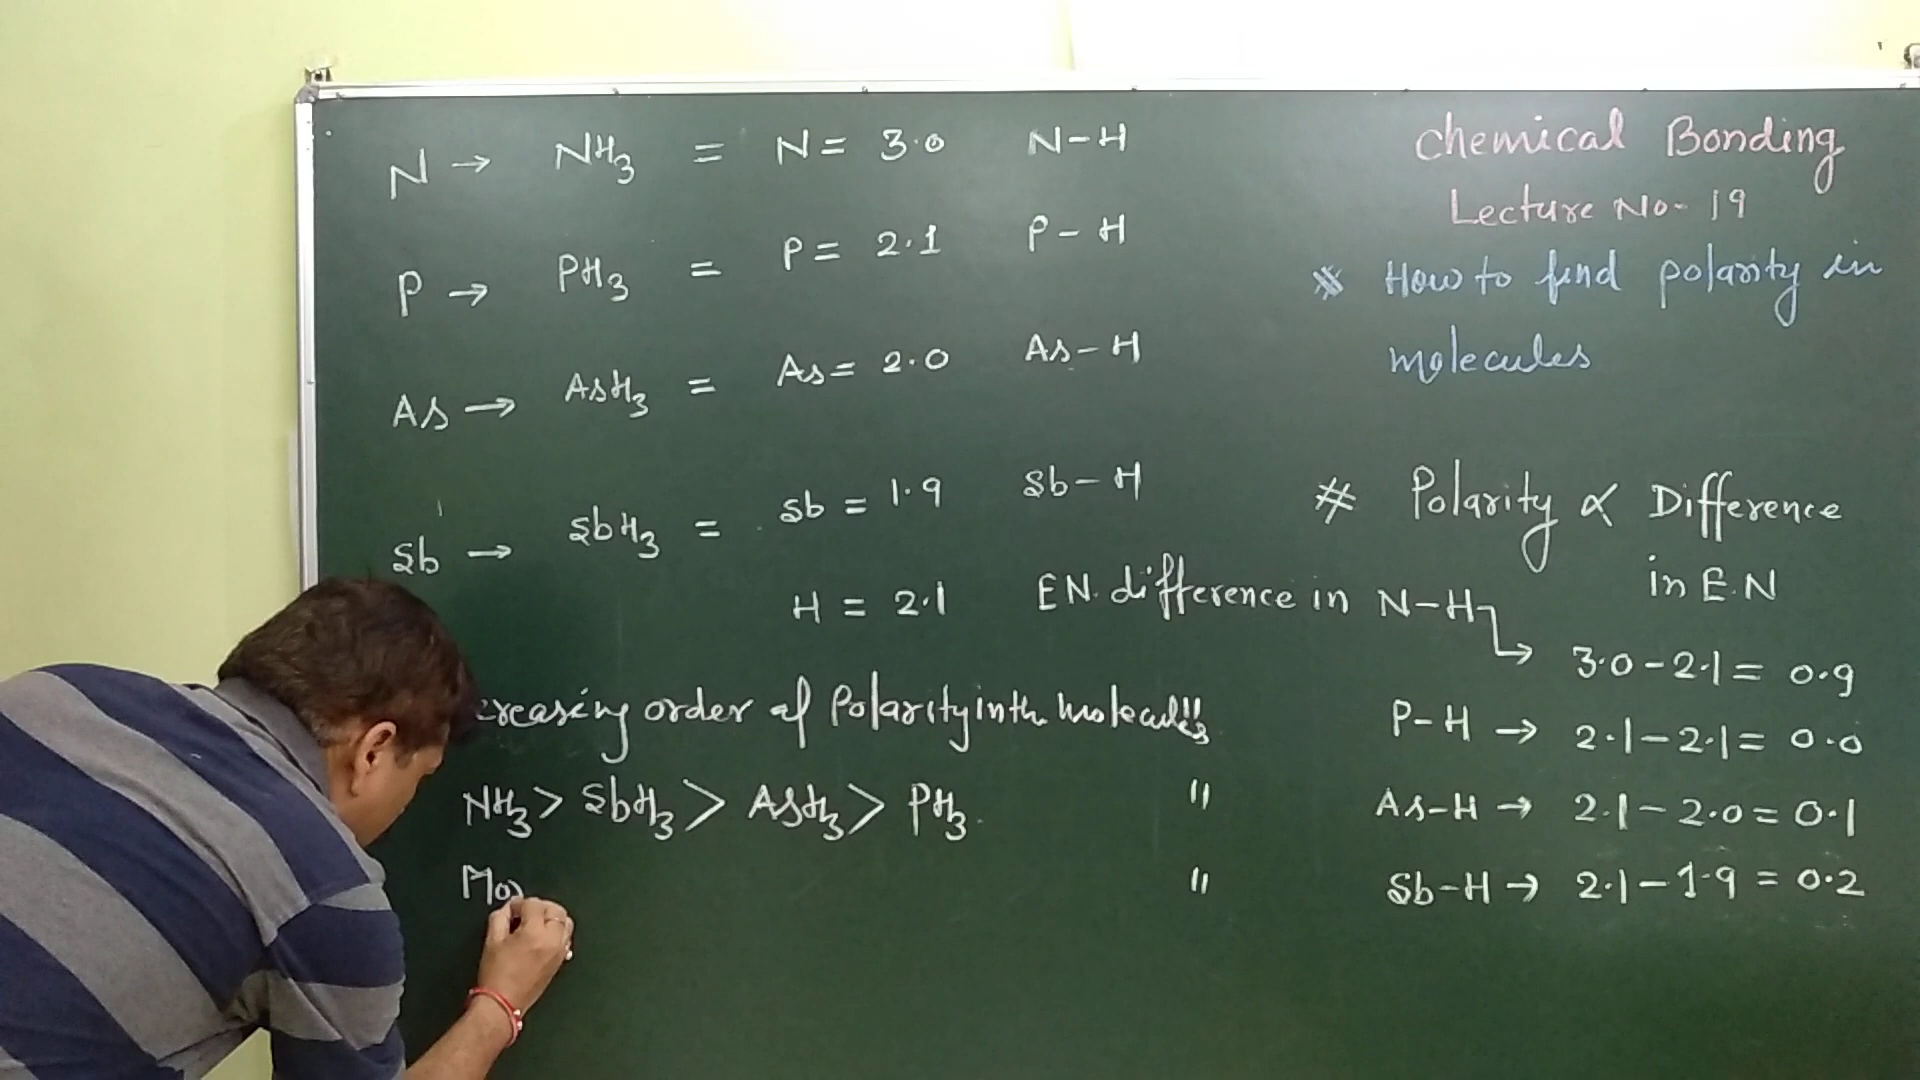 N → NH3 = N = 3.0 N-H
P → PH3 = P = 2.1 P-H
As → AsH3 = As = 2.0 As-H
Sb → SbH3 = Sb = 1.9 Sb-H
H = 2.1
creasing order of Polarity in the molecules
NH3 > SbH3 > AsH3 > PH3.
Mo
Chemical Bonding
Lecture No-19
* How to find polarity in
molecules
# Polarity ∝ Difference
in E.N
EN. difference in N-H → 3.0-2.1 = 0.9
" P-H → 2.1-2.1 = 0.0
" As-H → 2.1-2.0 = 0.1
" Sb-H → 2.1-1.9 = 0.2